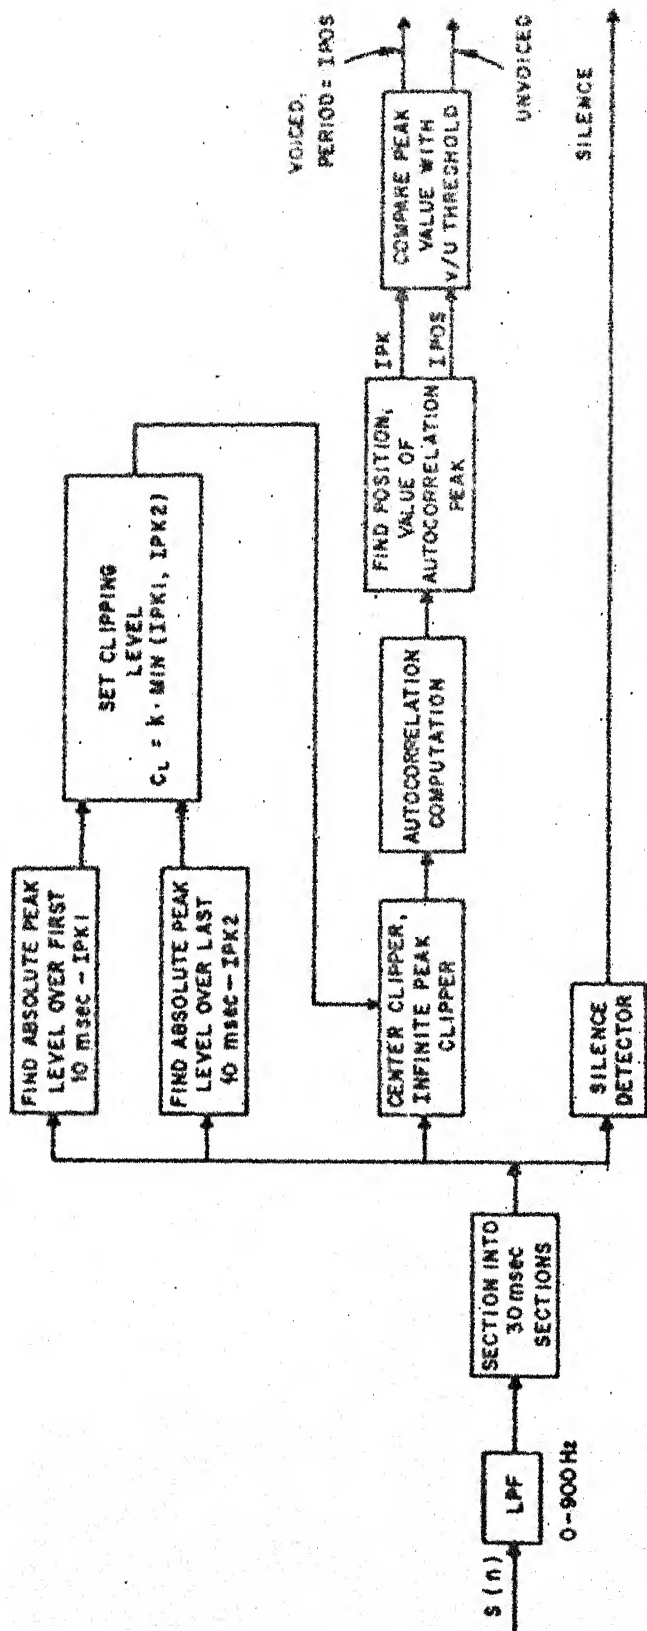 S(n)
LPF
0-900Hz
SECTION INTO
30 msec
SECTIONS
FIND ABSOLUTE PEAK
LEVEL OVER FIRST
10 msec-IPK1
FIND ABSOLUTE PEAK
LEVEL OVER LAST
10 msec-IPK2
SET CLIPPING
LEVEL
CL = K·MIN (IPK1, IPK2)
CENTER CLIPPER,
INFINITE PEAK
CLIPPER
AUTOCORRELATION
COMPUTATION
FIND POSITION,
VALUE OF
AUTOCORRELATION
PEAK
IPK
IPOS
COMPARE PEAK
VALUE WITH
V/U THRESHOLD
VOICED,
PERIOD = IPOS
UNVOICED
SILENCE
DETECTOR
SILENCE